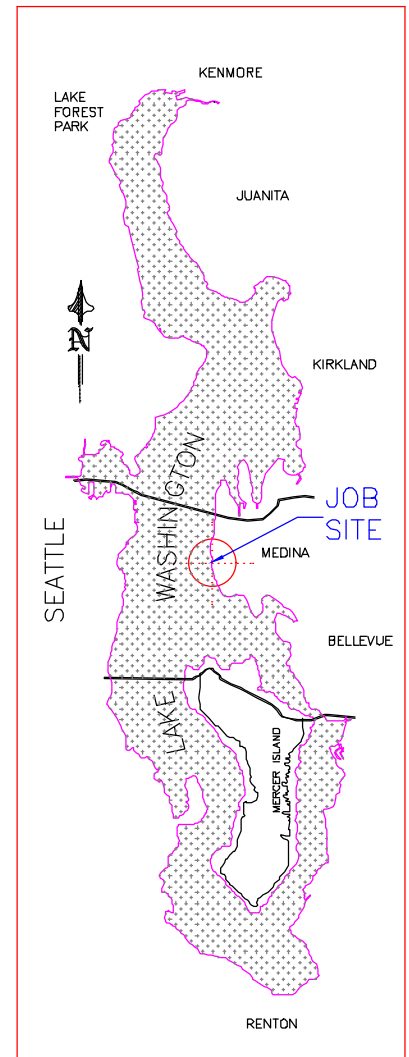 KENMORE
LAKE
FOREST
PARK
JUANITA
N
KIRKLAND
WASHINGTON
JOB
SITE
SEATTLE
MEDINA
BELLEVUE
LAKE
MERCER ISLAND
RENTON